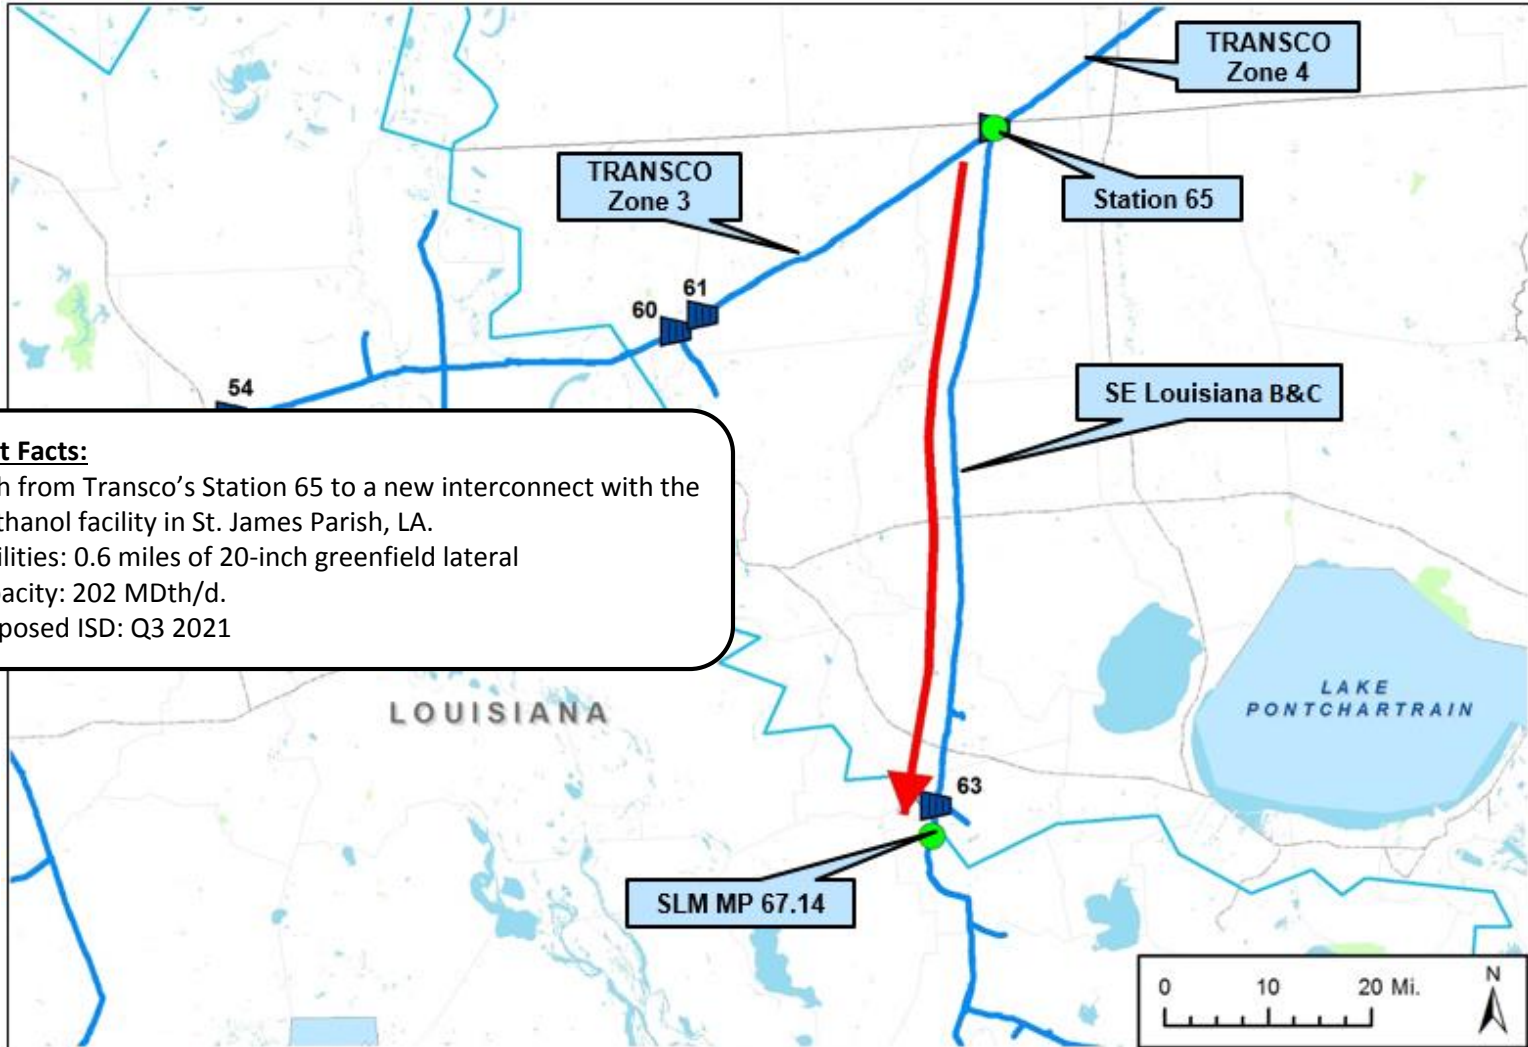 TRANSCO
Zone 4
TRANSCO
Zone 3
Station 65
61
60
54
SE Louisiana B&C
t Facts:
h from Transco's Station 65 to a new interconnect with the
thanol facility in St. James Parish, LA.
ilities: 0.6 miles of 20-inch greenfield lateral
pacity: 202 MDth/d.
posed ISD: Q3 2021
LOUISIANA
LAKE
PONTCHARTRAIN
63
SLM MP 67.14
0 10 20 Mi.
N